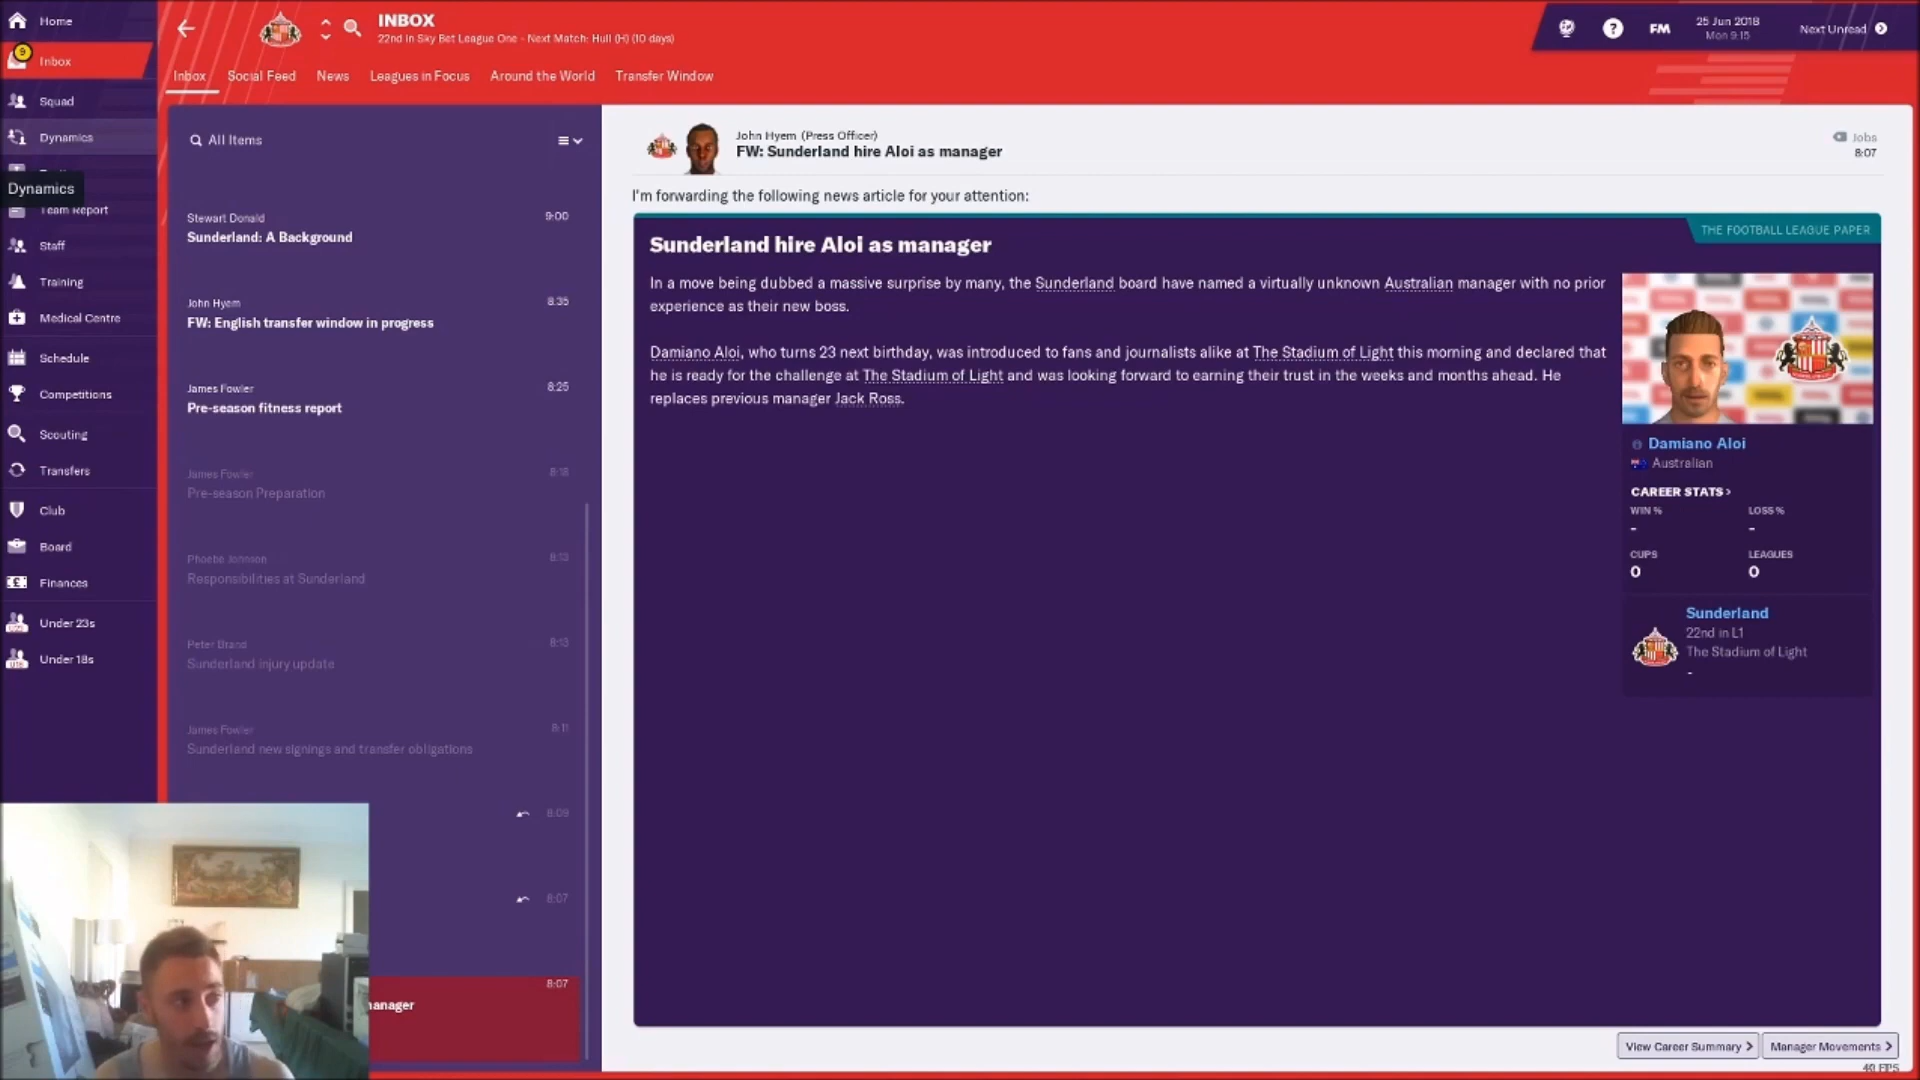 Home
INBOX
22nd in Sky Bet League One - Next Match: Hull (H) (10 days)
FM
25 Jun 2018
Mon 9:15
Next Unread
9
Inbox
Inbox
Social Feed
News
Leagues in Focus
Around the World
Transfer Window
Squad
Dynamics
Dynamics
Team Report
Staff
Training
Medical Centre
Schedule
Competitions
Scouting
Transfers
Club
Board
Finances
Under 23s
Under 18s
All Items
Stewart Donald
9:00
Sunderland: A Background
John Hyem
8:35
FW: English transfer window in progress
James Fowler
8:25
Pre-season fitness report
James Fowler
8:18
Pre-season Preparation
Phoebe Johnson
8:13
Responsibilities at Sunderland
Peter Brand
8:13
Sunderland injury update
James Fowler
8:11
Sunderland new signings and transfer obligations
8:09
8:07
8:07
manager
John Hyem (Press Officer)
FW: Sunderland hire Aloi as manager
Jobs
8:07
I'm forwarding the following news article for your attention:
THE FOOTBALL LEAGUE PAPER
Sunderland hire Aloi as manager
In a move being dubbed a massive surprise by many, the Sunderland board have named a virtually unknown Australian manager with no prior
experience as their new boss.
Damiano Aloi, who turns 23 next birthday, was introduced to fans and journalists alike at The Stadium of Light this morning and declared that
he is ready for the challenge at The Stadium of Light and was looking forward to earning their trust in the weeks and months ahead. He
replaces previous manager Jack Ross.
Damiano Aloi
Australian
CAREER STATS
WIN %
LOSS %
-
-
CUPS
LEAGUES
0
0
Sunderland
22nd in L1
The Stadium of Light
-
View Career Summary
Manager Movements
40 FPS